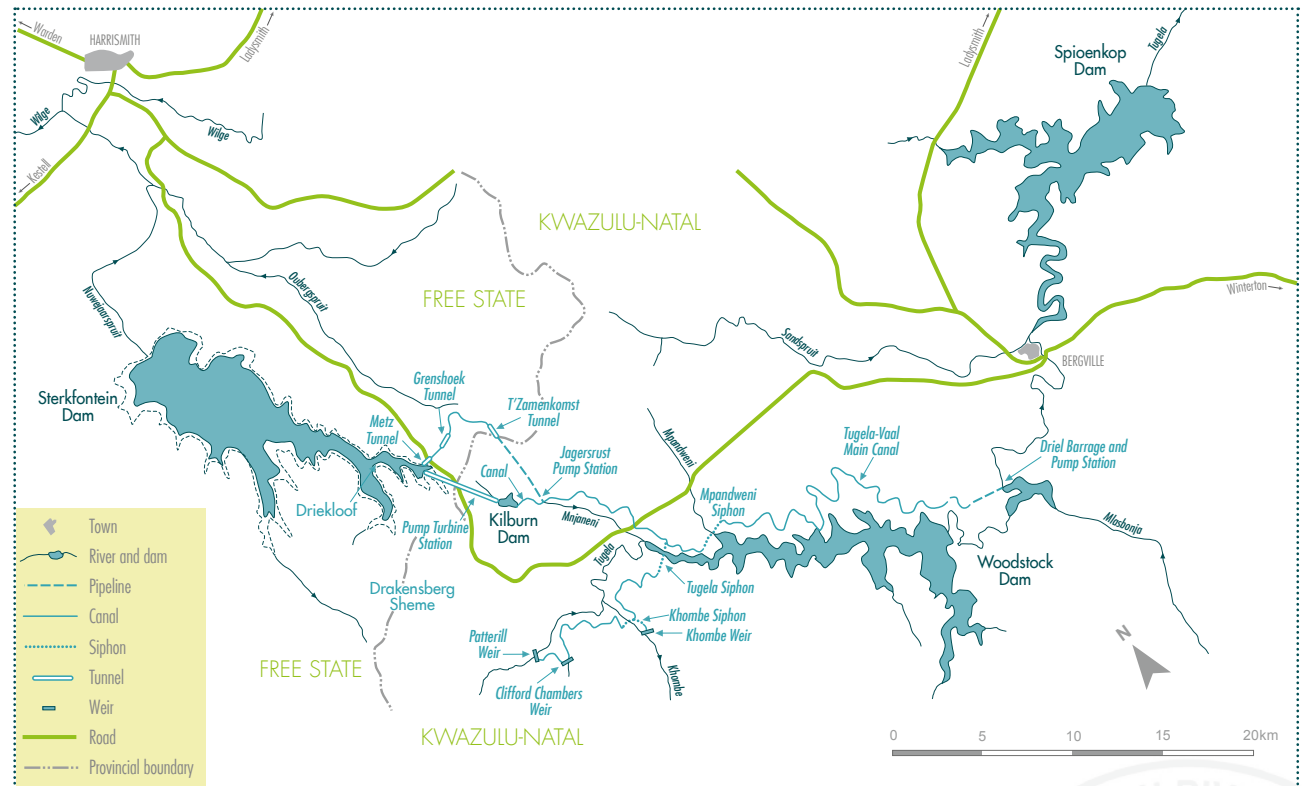 Warden
HARRISMITH
Ladysmith
Wilge
Wilge
Kestell
Ladysmith
Spioenkop
Dam
Tugela
KWAZULU-NATAL
FREE STATE
Nuwejaarspruit
Oubergspruit
Sandspruit
Winterton
BERGVILLE
Sterkfontein
Dam
Grenshoek
Tunnel
T'Zamenkomst
Tunnel
Metz
Tunnel
Jagersrust
Pump Station
Canal
Mpandweni
Tugela-Vaal
Main Canal
Driel Barrage and
Pump Station
Driekloof
Pump Turbine
Station
Kilburn
Dam
Mnjaneni
Mpandweni
Siphon
Mlasbonja
Tugela
Woodstock
Dam
Drakensberg
Sheme
Tugela Siphon
Khombe Siphon
Khombe Weir
Patterill
Weir
Khombe
Clifford Chambers
Weir
FREE STATE
KWAZULU-NATAL
N
0 5 10 15 20km
Town
River and dam
Pipeline
Canal
Siphon
Tunnel
Weir
Road
Provincial boundary